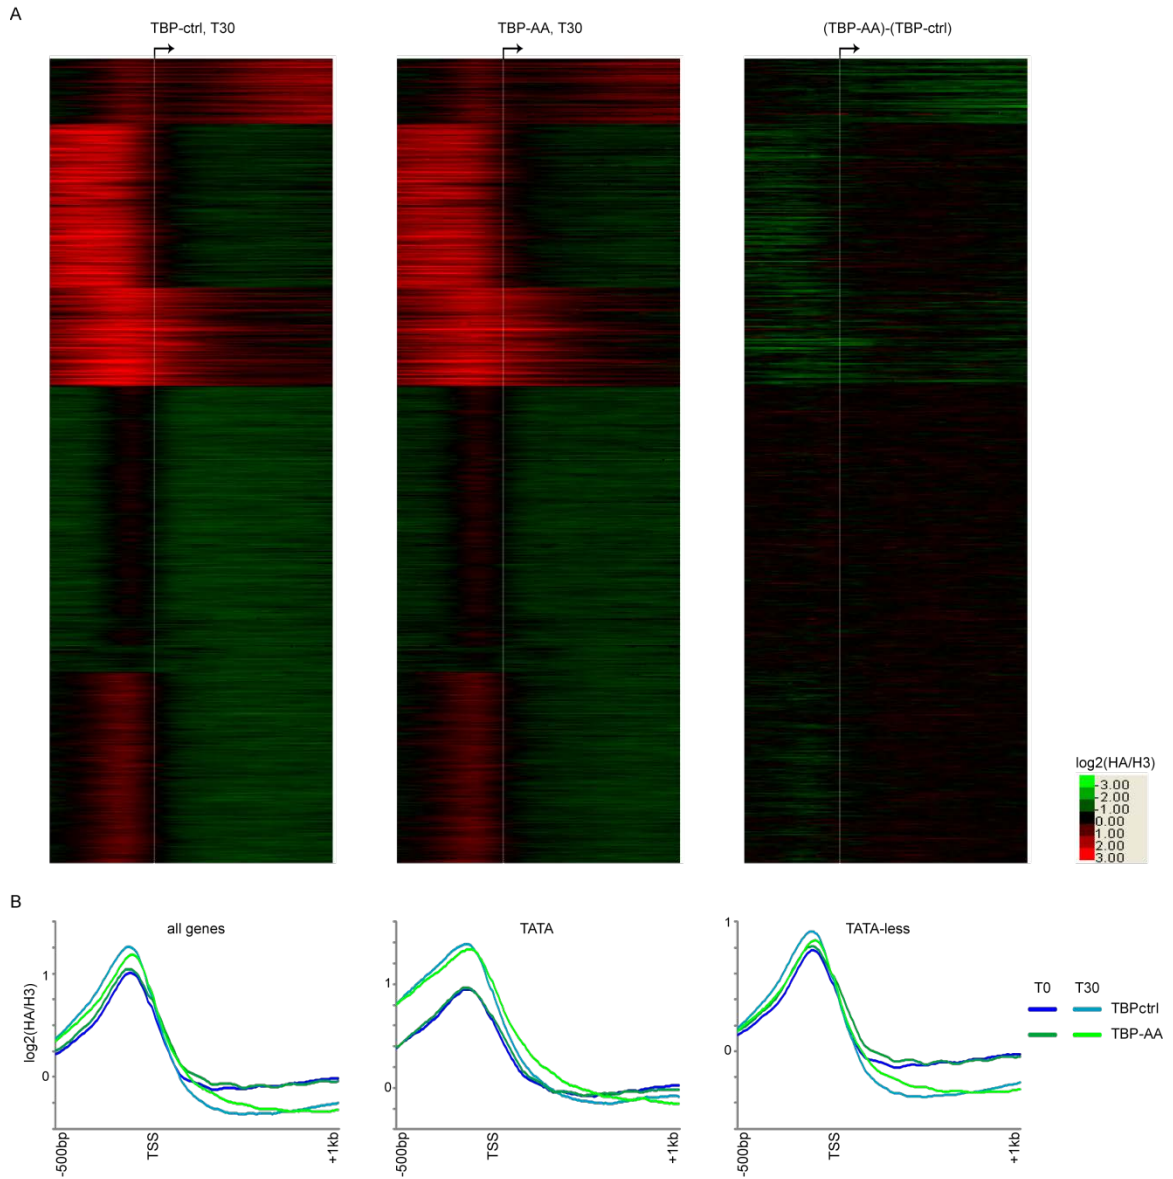 A
TBP-ctrl, T30
TBP-AA, T30
(TBP-AA)-(TBP-ctrl)
log2(HA/H3)
-3.00
-2.00
-1.00
0.00
1.00
2.00
3.00
B
all genes
TATA
TATA-less
log2(HA/H3)
1
0
1
0
1
0
1
T0 T30
TBPctrl
TBP-AA
-500bp TSS +1kb
-500bp TSS +1kb
-500bp TSS +1kb